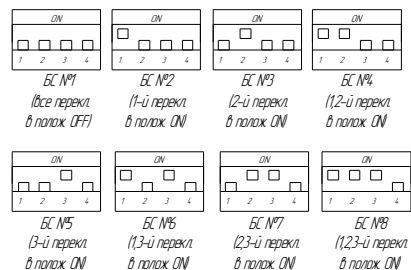 ON ON ON ON
1 2 3 4 1 2 3 4 1 2 3 4 1 2 3 4
БС №1 БС №2 БС №3 БС №4
(все перекл. (1-й перекл. (2-й перекл. (1,2-й перекл.
в полож. OFF) в полож. ON) в полож. ON) в полож. ON)
ON ON ON ON
1 2 3 4 1 2 3 4 1 2 3 4 1 2 3 4
БС №5 БС №6 БС №7 БС №8
(3-й перекл. (1,3-й перекл. (2,3-й перекл. (1,2,3-й перекл.
в полож. ON) в полож. ON) в полож. ON) в полож. ON)